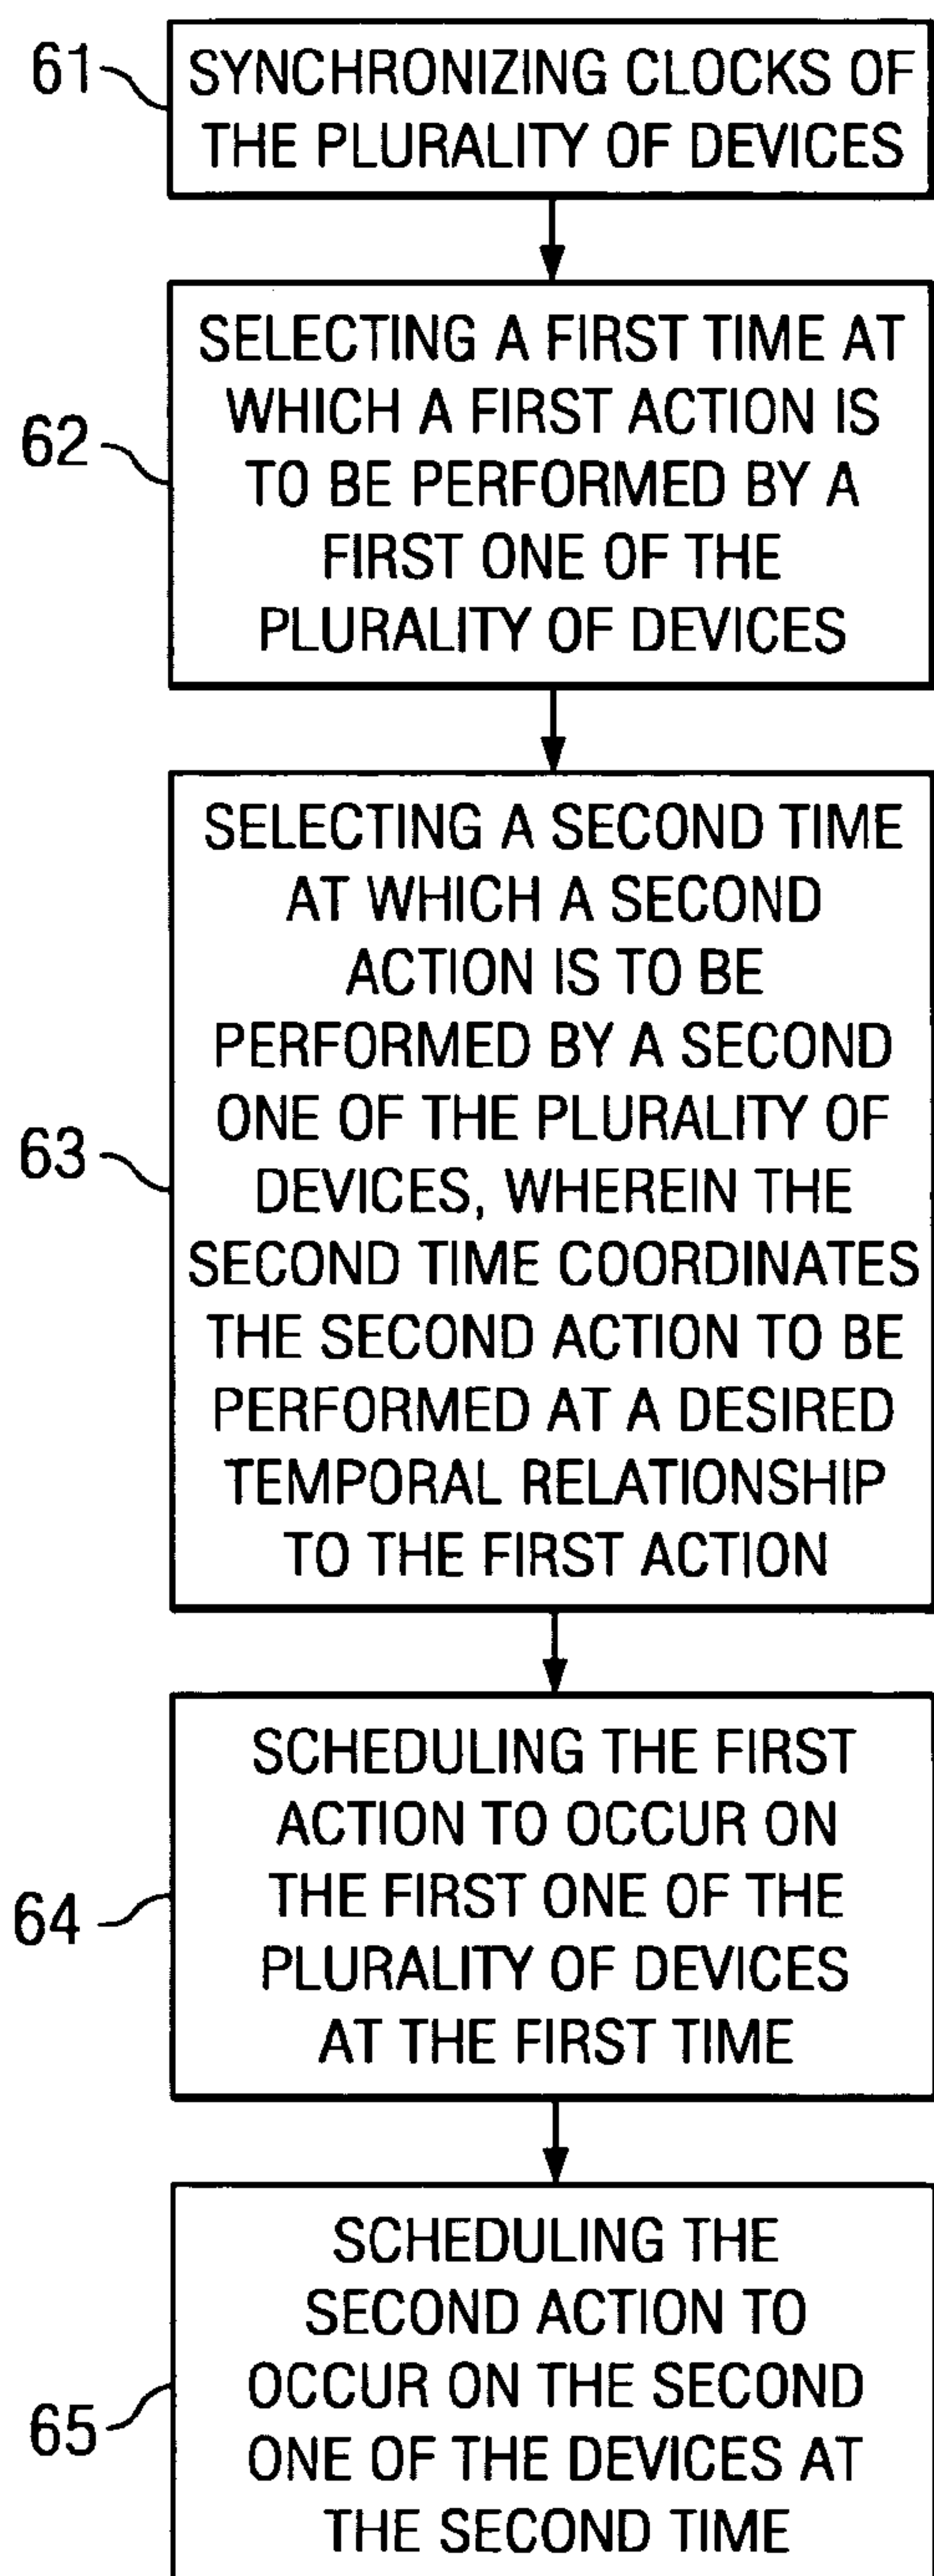 61
SYNCHRONIZING CLOCKS OF
THE PLURALITY OF DEVICES
62
SELECTING A FIRST TIME AT
WHICH A FIRST ACTION IS
TO BE PERFORMED BY A
FIRST ONE OF THE
PLURALITY OF DEVICES
63
SELECTING A SECOND TIME
AT WHICH A SECOND
ACTION IS TO BE
PERFORMED BY A SECOND
ONE OF THE PLURALITY OF
DEVICES, WHEREIN THE
SECOND TIME COORDINATES
THE SECOND ACTION TO BE
PERFORMED AT A DESIRED
TEMPORAL RELATIONSHIP
TO THE FIRST ACTION
64
SCHEDULING THE FIRST
ACTION TO OCCUR ON
THE FIRST ONE OF THE
PLURALITY OF DEVICES
AT THE FIRST TIME
65
SCHEDULING THE
SECOND ACTION TO
OCCUR ON THE SECOND
ONE OF THE DEVICES AT
THE SECOND TIME